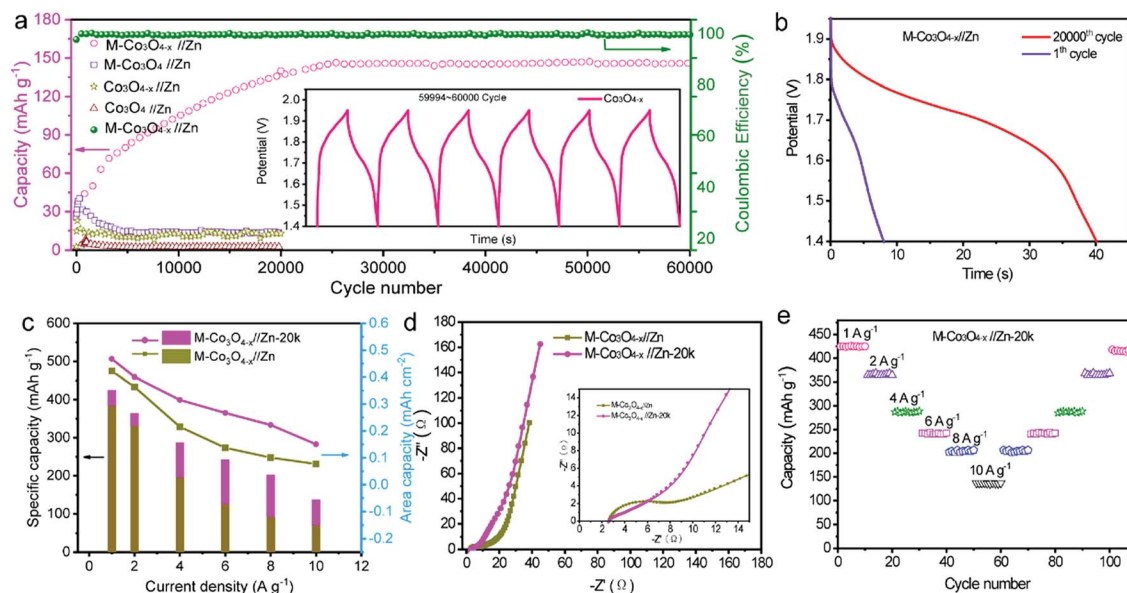 a
180
150
120
90
60
30
0
Capacity (mAh g⁻¹)
M-Co₃O₄₋ₓ //Zn
M-Co₃O₄ //Zn
Co₃O₄₋ₓ//Zn
Co₃O₄ //Zn
M-Co₃O₄₋ₓ //Zn
59994~60000 Cycle
Co₃O₄₋ₓ
2.0
1.9
1.8
1.7
1.6
1.5
1.4
Potential (V)
Time (s)
100
80
60
40
20
Coulombic Efficiency (%)
0 10000 20000 30000 40000 50000 60000
Cycle number
b
M-Co₃O₄₋ₓ//Zn
20000ᵗʰ cycle
1ᵗʰ cycle
1.9
1.8
1.7
1.6
1.5
1.4
Potential (V)
0 10 20 30 40
Time (s)
c
600
500
400
300
200
100
0
Specific capacity (mAh g⁻¹)
M-Co₃O₄₋ₓ//Zn-20k
M-Co₃O₄₋ₓ//Zn
0.6
0.5
0.4
0.3
0.2
0.1
0.0
-0.1
-0.2
Area capacity (mAh cm⁻²)
0 2 4 6 8 10 12
Current density (A g⁻¹)
d
180
160
140
120
100
80
60
40
20
0
-Z'' (Ω)
M-Co₃O₄₋ₓ//Zn
M-Co₃O₄₋ₓ //Zn-20k
M-Co₃O₄₋ₓ//Zn
M-Co₃O₄₋ₓ//Zn-20k
14
12
10
8
6
4
2
0
-Z'' (Ω)
0 2 4 6 8 10 12 14
-Z' (Ω)
0 20 40 60 80 100 120 140 160 180
-Z' (Ω)
e
M-Co₃O₄₋ₓ//Zn-20k
450
400
350
300
250
200
150
100
50
0
Capacity (mAh g⁻¹)
1 A g⁻¹
2 A g⁻¹
4 A g⁻¹
6 A g⁻¹
8 A g⁻¹
10 A g⁻¹
0 20 40 60 80 100
Cycle number